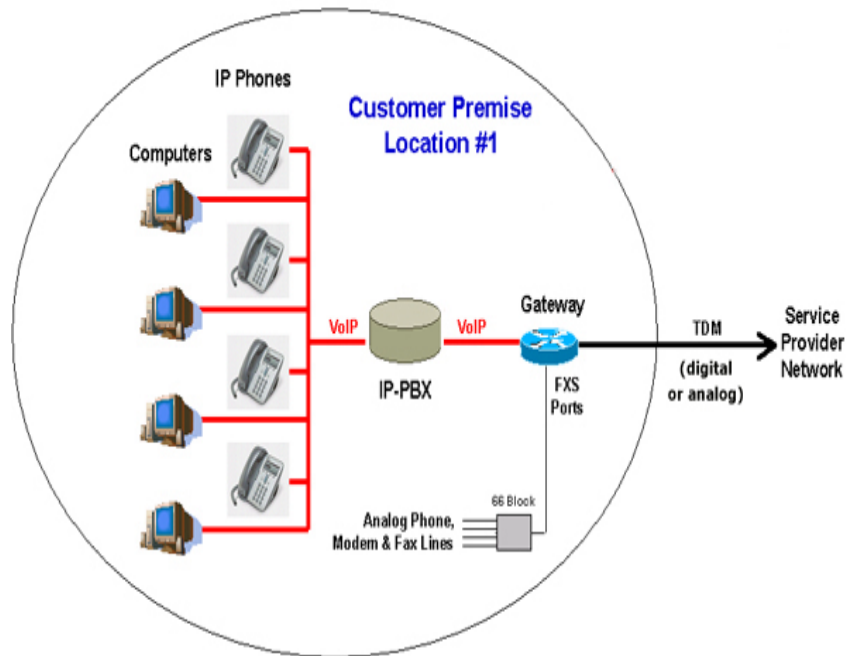 IP Phones
Customer Premise
Location #1
Computers
Gateway
VoIP
VoIP
TDM
(digital
or analog)
Service
Provider
Network
IP-PBX
FXS
Ports
66 Block
Analog Phone,
Modem & Fax Lines